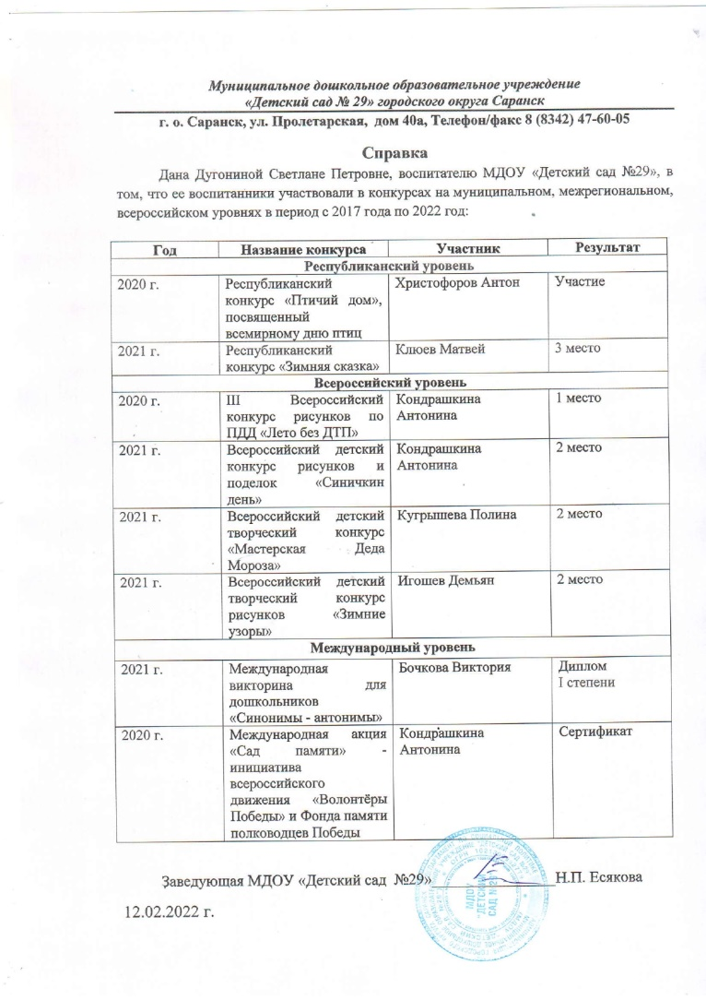 Муниципальное дошкольное образовательное учреждение
«Детский сад № 29» городского округа Саранск
г. о. Саранск, ул. Пролетарская, дом 40а, Телефон/факс 8 (8342) 47-60-05
Справка
Дана Дугониной Светлане Петровне, воспитателю МДОУ «Детский сад №29», в
том, что ее воспитанники участвовали в конкурсах на муниципальном, межрегиональном,
всероссийском уровнях в период с 2017 года по 2022 год:
Год Название конкурса Участник Результат
Республиканский уровень
2020 г. Республиканский Христофоров Антон Участие
конкурс «Птичий дом»,
посвященный
всемирному дню птиц
2021 г. Республиканский Клюев Матвей 3 место
конкурс «Зимняя сказка»
Всероссийский уровень
2020 г. III Всероссийский Кондрашкина 1 место
конкурс рисунков по Антонина
ПДД «Лето без ДТП»
2021 г. Всероссийский детский Кондрашкина 2 место
конкурс рисунков и Антонина
поделок «Синичкин
день»
2021 г. Всероссийский детский Кугрышева Полина 2 место
творческий конкурс
«Мастерская Деда
Мороза»
2021 г. Всероссийский детский Игошев Демьян 2 место
творческий конкурс
рисунков «Зимние
узоры»
Международный уровень
2021 г. Международная Бочкова Виктория Диплом
викторина для I степени
дошкольников
«Синонимы - антонимы»
2020 г. Международная акция Кондрашкина Сертификат
«Сад памяти» - Антонина
инициатива
всероссийского
движения «Волонтёры
Победы» и Фонда памяти
полководцев Победы
Заведующая МДОУ «Детский сад №29» Н.П. Есякова
МДОУ
"ДЕТСКИЙ
САД №29"
12.02.2022 г.